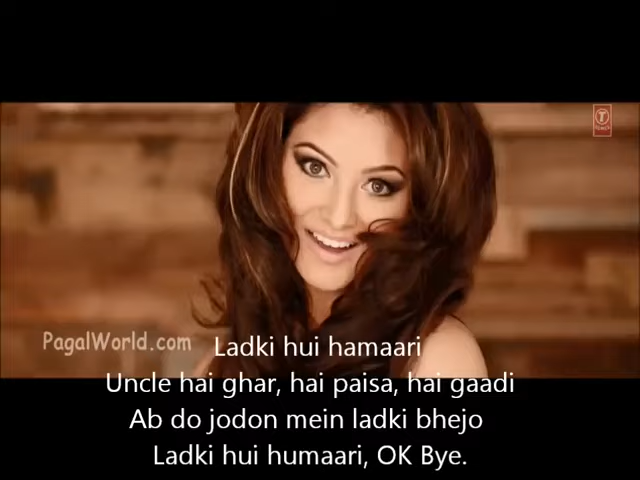 PagalWorld.com
Ladki hui hamaari
Uncle hai ghar, hai paisa, hai gaadi
Ab do jodon mein ladki bhejo
Ladki hui humaari, OK Bye.